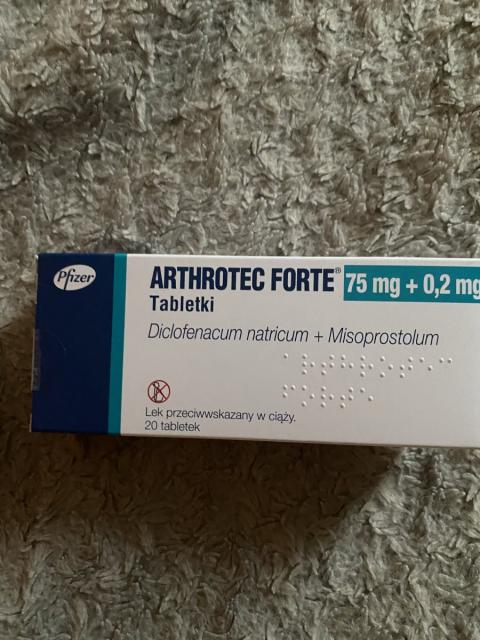 Pfizer
ARTHROTEC FORTE® 75 mg + 0,2 mg
Tabletki
Diclofenacum natricum + Misoprostolum
Lek przeciwwskazany w ciąży.
20 tabletek